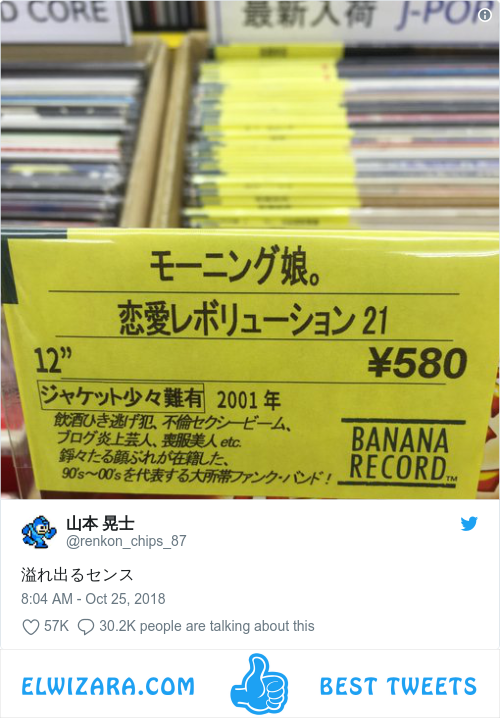 D CORE
最新入荷 J-POP
モーニング娘。
恋愛レボリューション 21
12”
¥580
ジャケット少々難有 2001年
飲酒ひき逃げ犯、不倫セクシービーム、
ブログ炎上芸人、喪服美人 etc.
錚々たる顔ぶれが在籍した、
90's〜00'sを代表する大所帯ファンク・バンド!
BANANA
RECORD™
山本 晃士
@renkon_chips_87
溢れ出るセンス
8:04 AM - Oct 25, 2018
57K 30.2K people are talking about this
ELWIZARA.COM BEST TWEETS